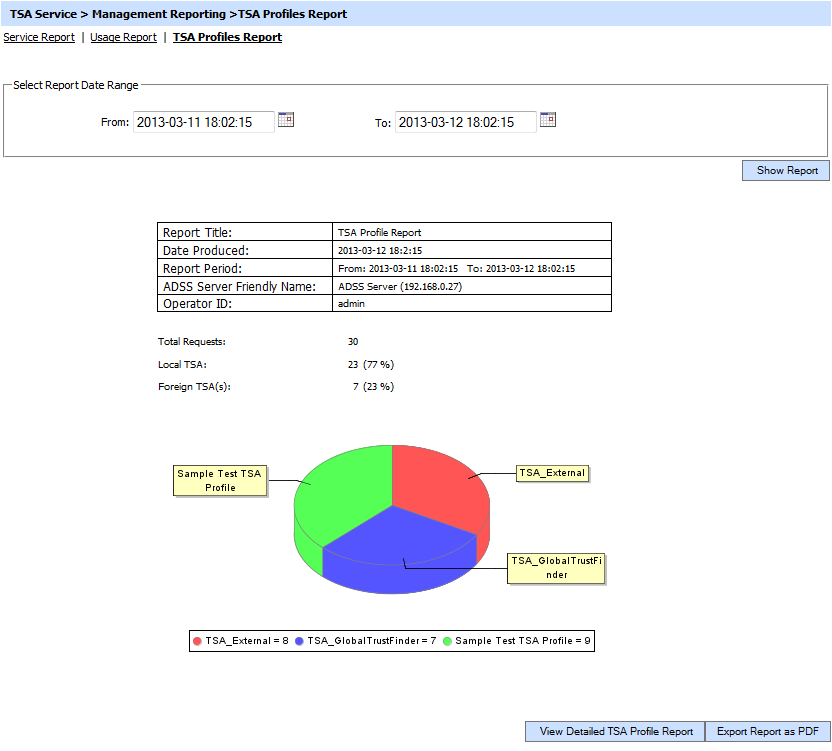 TSA Service > Management Reporting >TSA Profiles Report
Service Report | Usage Report | TSA Profiles Report
Select Report Date Range
From: 2013-03-11 18:02:15 To: 2013-03-12 18:02:15
Show Report
Report Title: TSA Profile Report
Date Produced: 2013-03-12 18:2:15
Report Period: From: 2013-03-11 18:02:15 To: 2013-03-12 18:02:15
ADSS Server Friendly Name: ADSS Server (192.168.0.27)
Operator ID: admin
Total Requests: 30
Local TSA: 23 (77 %)
Foreign TSA(s): 7 (23 %)
Sample Test TSA
Profile
TSA_External
TSA_GlobalTrustFi
nder
TSA_External = 8 TSA_GlobalTrustFinder = 7 Sample Test TSA Profile = 9
View Detailed TSA Profile Report Export Report as PDF